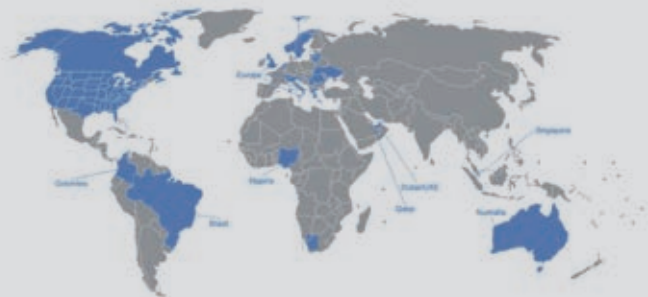 Europe
Singapore
Colombia
Nigeria
Dubai/UAE
Qatar
Brazil
Australia